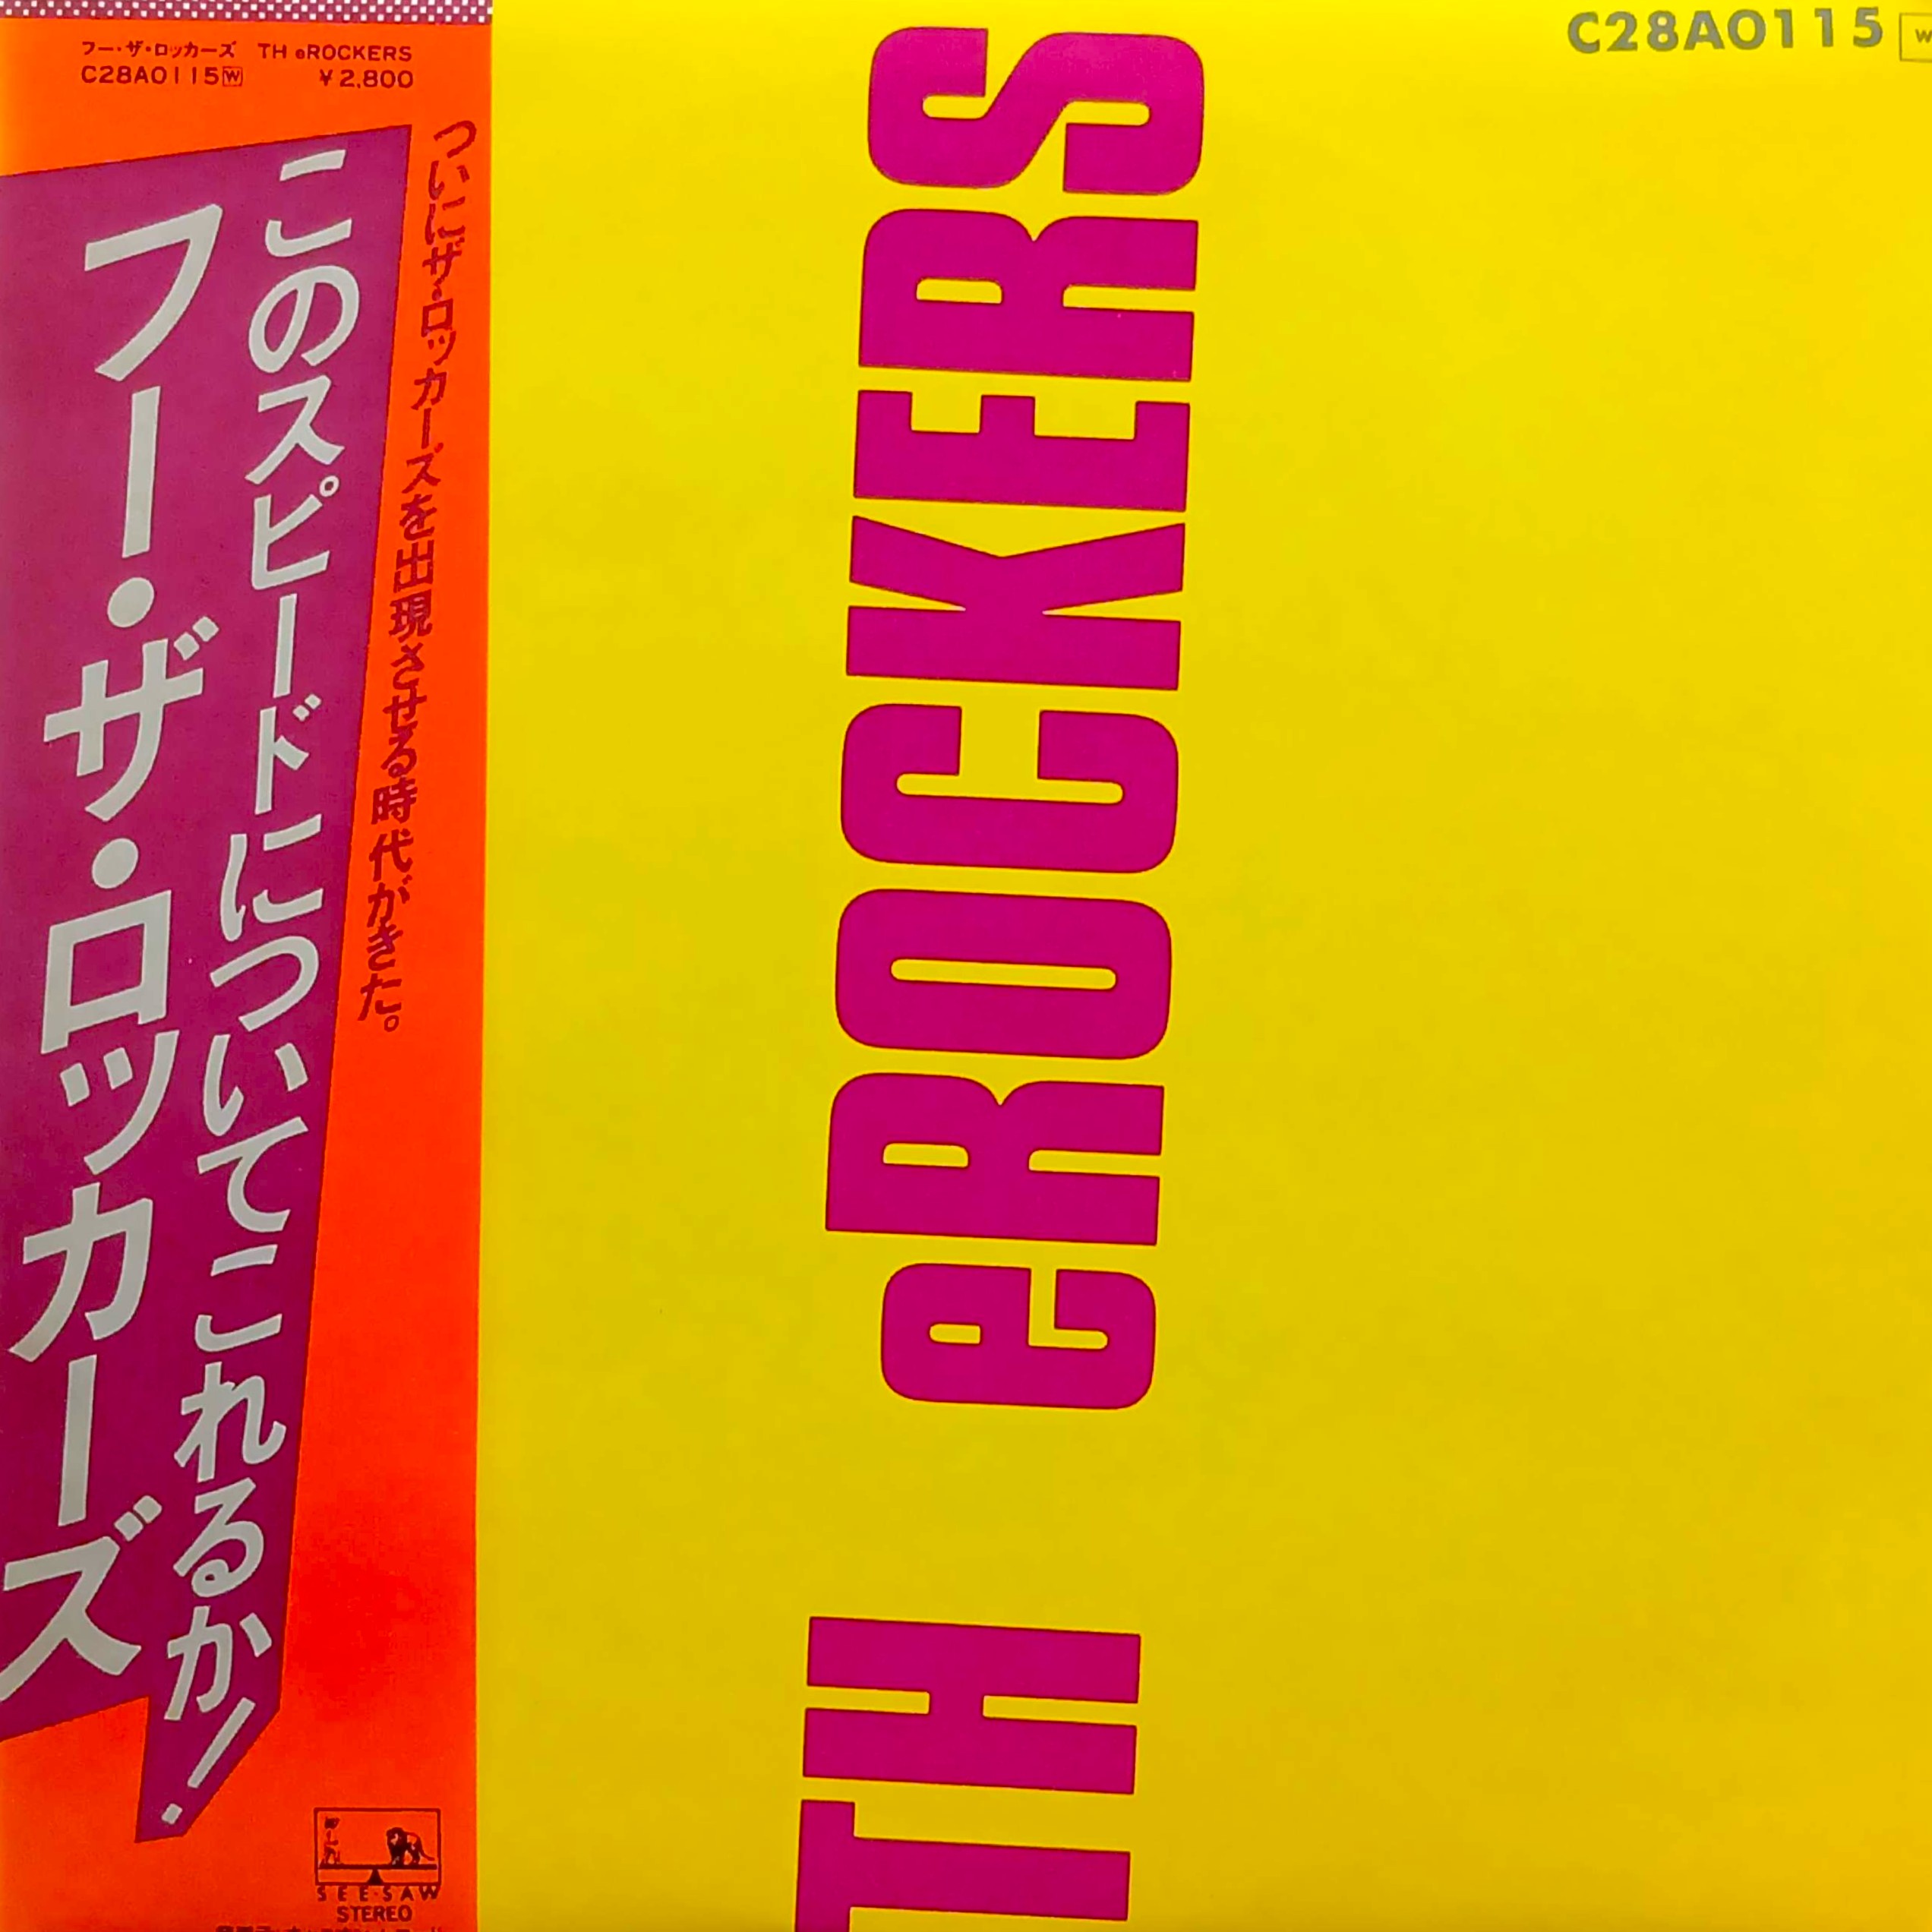 フー・ザ・ロッカーズ TH eROCKERS
C28A0115W ¥2,800
ついにザ・ロッカーズを出現させる時代がきた。
このスピードについてこれるか!
フー・ザ・ロッカーズ
SEE·SAW
STEREO
C28A0115 W
TH eROCKERS